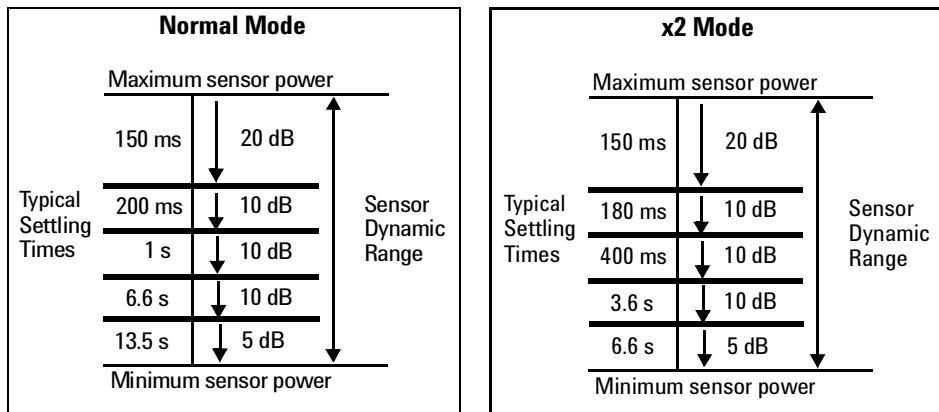 Normal Mode
Maximum sensor power
150 ms 20 dB
200 ms 10 dB
1 s 10 dB
6.6 s 10 dB
13.5 s 5 dB
Typical
Settling
Times
Sensor
Dynamic
Range
Minimum sensor power
x2 Mode
Maximum sensor power
150 ms 20 dB
180 ms 10 dB
400 ms 10 dB
3.6 s 10 dB
6.6 s 5 dB
Typical
Settling
Times
Sensor
Dynamic
Range
Minimum sensor power